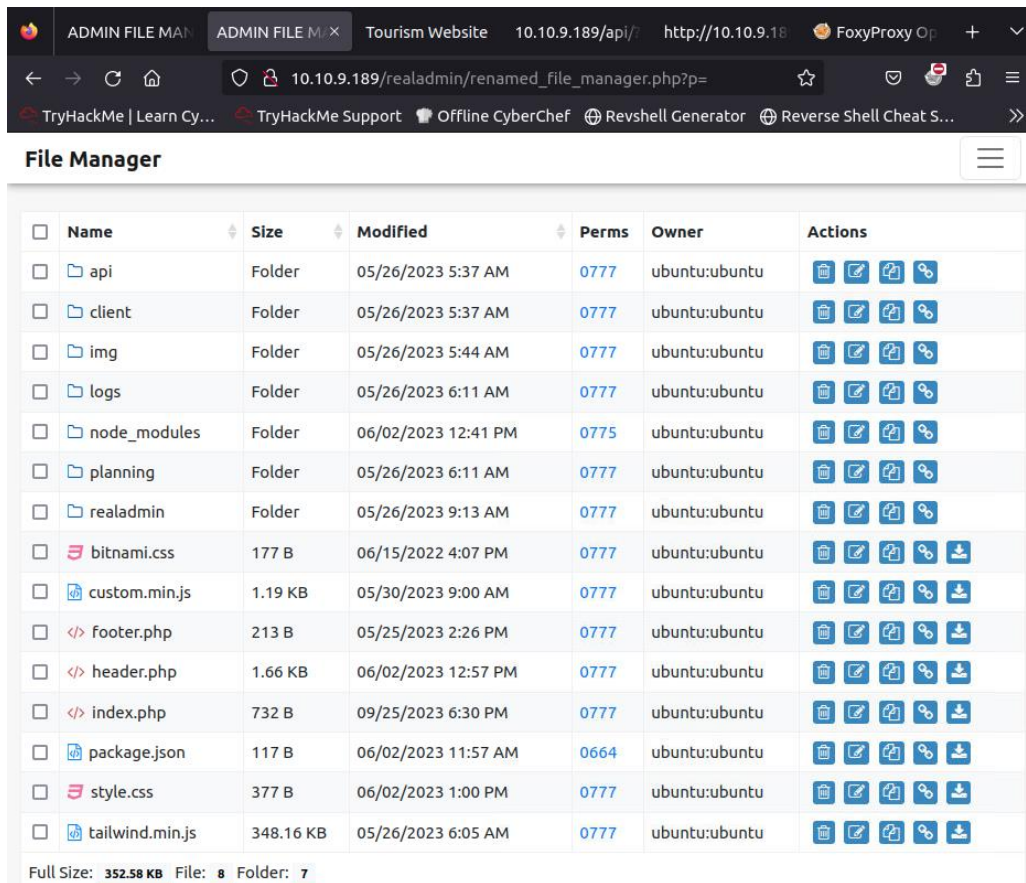 ADMIN FILE MAN ADMIN FILE MA Tourism Website 10.10.9.189/api/? http://10.10.9.18 FoxyProxy Op
10.10.9.189/realadmin/renamed_file_manager.php?p=
TryHackMe | Learn Cy... TryHackMe Support Offline CyberChef Revshell Generator Reverse Shell Cheat S...
File Manager
Name Size Modified Perms Owner Actions
api Folder 05/26/2023 5:37 AM 0777 ubuntu:ubuntu
client Folder 05/26/2023 5:37 AM 0777 ubuntu:ubuntu
img Folder 05/26/2023 5:44 AM 0777 ubuntu:ubuntu
logs Folder 05/26/2023 6:11 AM 0777 ubuntu:ubuntu
node_modules Folder 06/02/2023 12:41 PM 0775 ubuntu:ubuntu
planning Folder 05/26/2023 6:11 AM 0777 ubuntu:ubuntu
realadmin Folder 05/26/2023 9:13 AM 0777 ubuntu:ubuntu
bitnami.css 177 B 06/15/2022 4:07 PM 0777 ubuntu:ubuntu
custom.min.js 1.19 KB 05/30/2023 9:00 AM 0777 ubuntu:ubuntu
footer.php 213 B 05/25/2023 2:26 PM 0777 ubuntu:ubuntu
header.php 1.66 KB 06/02/2023 12:57 PM 0777 ubuntu:ubuntu
index.php 732 B 09/25/2023 6:30 PM 0777 ubuntu:ubuntu
package.json 117 B 06/02/2023 11:57 AM 0664 ubuntu:ubuntu
style.css 377 B 06/02/2023 1:00 PM 0777 ubuntu:ubuntu
tailwind.min.js 348.16 KB 05/26/2023 6:05 AM 0777 ubuntu:ubuntu
Full Size: 352.58 KB File: 8 Folder: 7